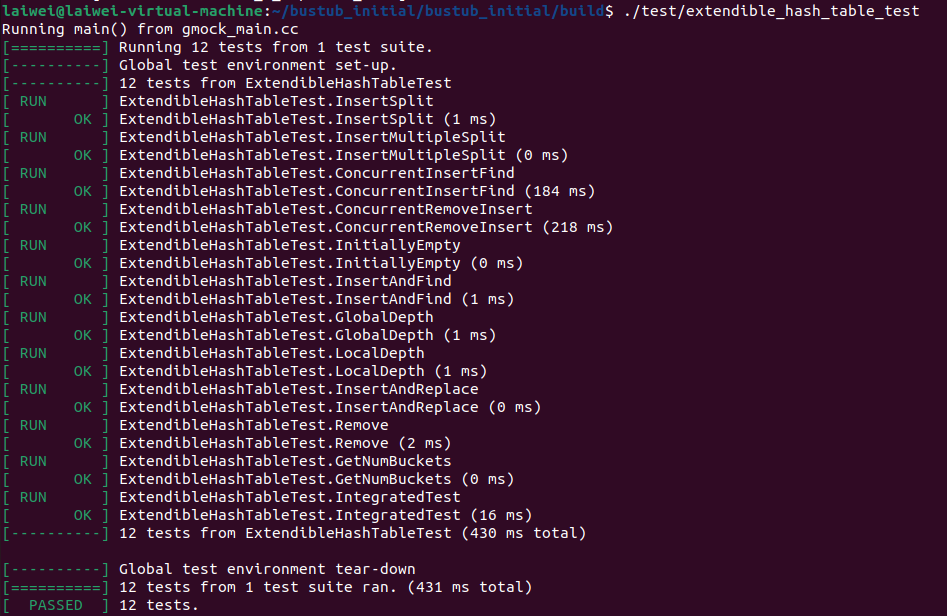 laiwei@laiwei-virtual-machine:~/bustub_initial/bustub_initial/build$ ./test/extendible_hash_table_test
Running main() from gmock_main.cc
[==========] Running 12 tests from 1 test suite.
[----------] Global test environment set-up.
[----------] 12 tests from ExtendibleHashTableTest
[ RUN      ] ExtendibleHashTableTest.InsertSplit
[       OK ] ExtendibleHashTableTest.InsertSplit (1 ms)
[ RUN      ] ExtendibleHashTableTest.InsertMultipleSplit
[       OK ] ExtendibleHashTableTest.InsertMultipleSplit (0 ms)
[ RUN      ] ExtendibleHashTableTest.ConcurrentInsertFind
[       OK ] ExtendibleHashTableTest.ConcurrentInsertFind (184 ms)
[ RUN      ] ExtendibleHashTableTest.ConcurrentRemoveInsert
[       OK ] ExtendibleHashTableTest.ConcurrentRemoveInsert (218 ms)
[ RUN      ] ExtendibleHashTableTest.InitiallyEmpty
[       OK ] ExtendibleHashTableTest.InitiallyEmpty (0 ms)
[ RUN      ] ExtendibleHashTableTest.InsertAndFind
[       OK ] ExtendibleHashTableTest.InsertAndFind (1 ms)
[ RUN      ] ExtendibleHashTableTest.GlobalDepth
[       OK ] ExtendibleHashTableTest.GlobalDepth (1 ms)
[ RUN      ] ExtendibleHashTableTest.LocalDepth
[       OK ] ExtendibleHashTableTest.LocalDepth (1 ms)
[ RUN      ] ExtendibleHashTableTest.InsertAndReplace
[       OK ] ExtendibleHashTableTest.InsertAndReplace (0 ms)
[ RUN      ] ExtendibleHashTableTest.Remove
[       OK ] ExtendibleHashTableTest.Remove (2 ms)
[ RUN      ] ExtendibleHashTableTest.GetNumBuckets
[       OK ] ExtendibleHashTableTest.GetNumBuckets (0 ms)
[ RUN      ] ExtendibleHashTableTest.IntegratedTest
[       OK ] ExtendibleHashTableTest.IntegratedTest (16 ms)
[----------] 12 tests from ExtendibleHashTableTest (430 ms total)

[----------] Global test environment tear-down
[==========] 12 tests from 1 test suite ran. (431 ms total)
[  PASSED  ] 12 tests.